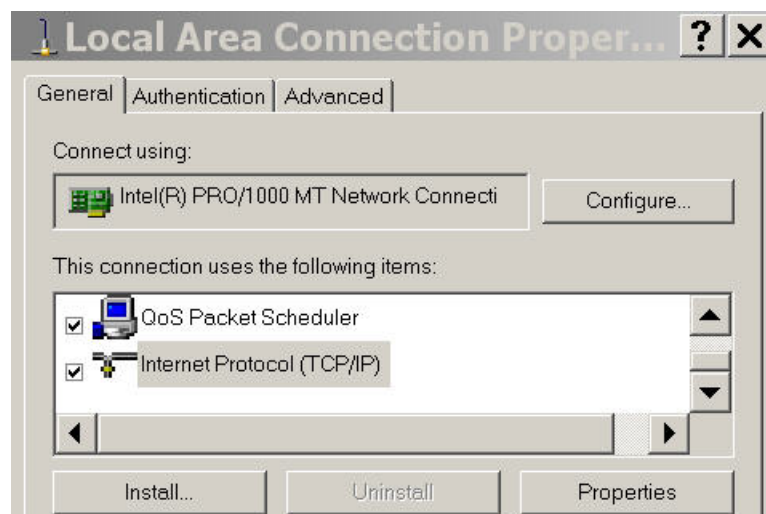 Local Area Connection Proper... ? X
General Authentication Advanced
Connect using:
Intel(R) PRO/1000 MT Network Connecti
Configure...
This connection uses the following items:
QoS Packet Scheduler
Internet Protocol (TCP/IP)
Install... Uninstall Properties